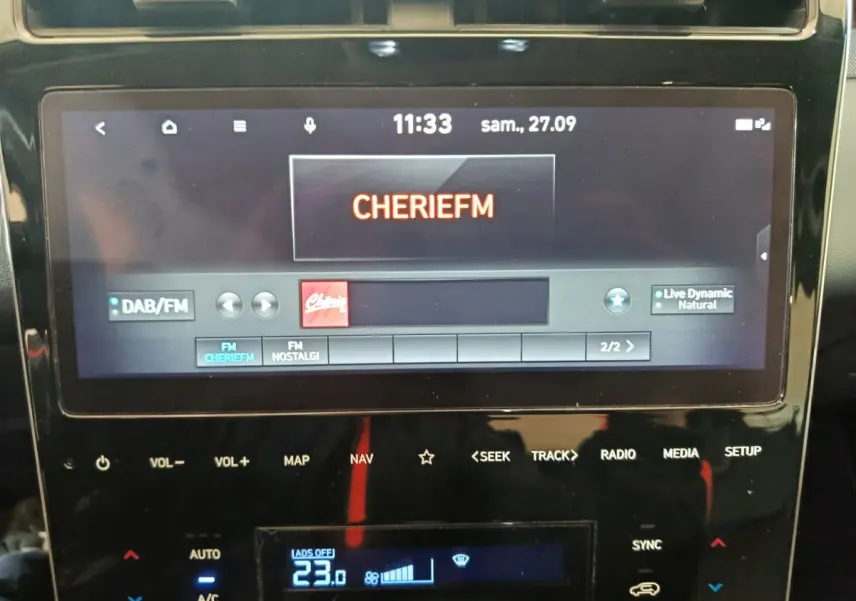 11:33 sam., 27.09
CHERIEFM
DAB/FM
Chérie
Live Dynamic
Natural
FM
CHERIEFM
FM
NOSTALGI
2/2 >
VOL− VOL+ MAP NAV <SEEK TRACK> RADIO MEDIA SETUP
AUTO
A/C
ADS OFF
23.0
SYNC